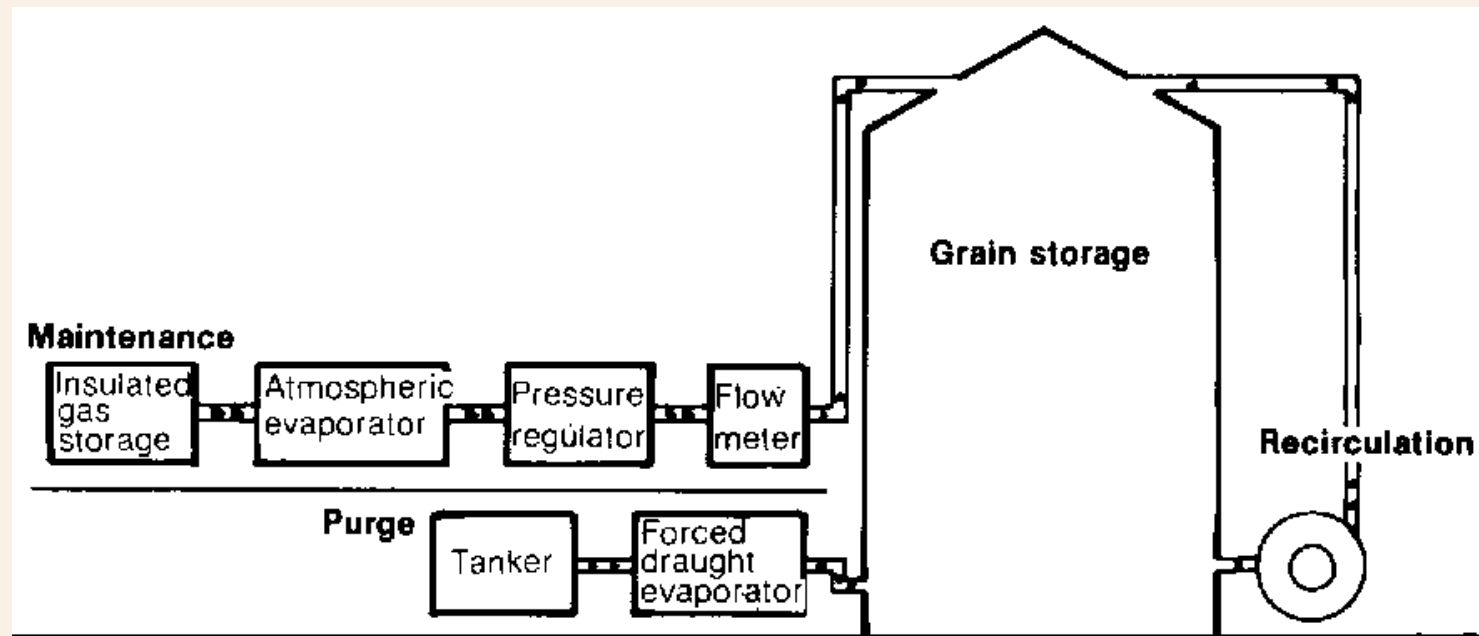 Grain storage
Maintenance
Insulated
gas
storage
Atmospheric
evaporator
Pressure
regulator
Flow
meter
Recirculation
Purge
Tanker
Forced
draught
evaporator